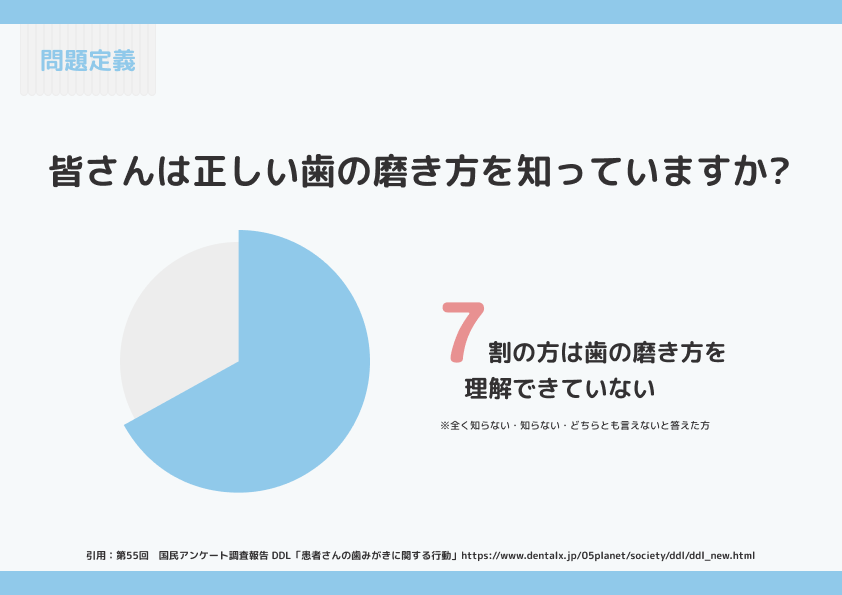 問題定義
皆さんは正しい歯の磨き方を知っていますか?
7割の方は歯の磨き方を
理解できていない
※全く知らない・知らない・どちらとも言えないと答えた方
引用：第55回　国民アンケート調査報告 DDL「患者さんの歯みがきに関する行動」https://www.dentalx.jp/05planet/society/ddl/ddl_new.html